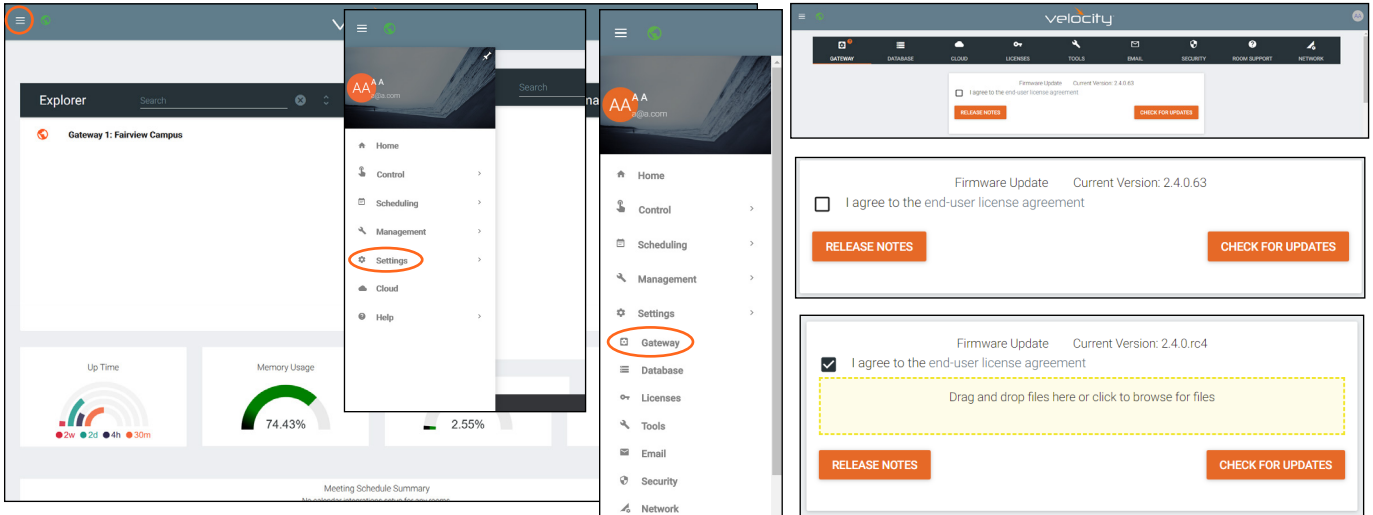 Explorer
Search
Gateway 1: Fairview Campus
Up Time
2w 2d 4h 30m
Memory Usage
74.43%
2.55%
Meeting Schedule Summary
AA
A A
a@a.com
Home
Control
Scheduling
Management
Settings
Cloud
Help
Search
AA
A A
a@a.com
Home
Control
Scheduling
Management
Settings
Gateway
Database
Licenses
Tools
Email
Security
Network
velocity
AA
GATEWAY DATABASE CLOUD LICENSES TOOLS EMAIL SECURITY ROOM SUPPORT NETWORK
Firmware Update Current Version: 2.4.0.63
I agree to the end-user license agreement
RELEASE NOTES CHECK FOR UPDATES
Firmware Update Current Version: 2.4.0.63
I agree to the end-user license agreement
RELEASE NOTES CHECK FOR UPDATES
Firmware Update Current Version: 2.4.0.rc4
I agree to the end-user license agreement
Drag and drop files here or click to browse for files
RELEASE NOTES CHECK FOR UPDATES